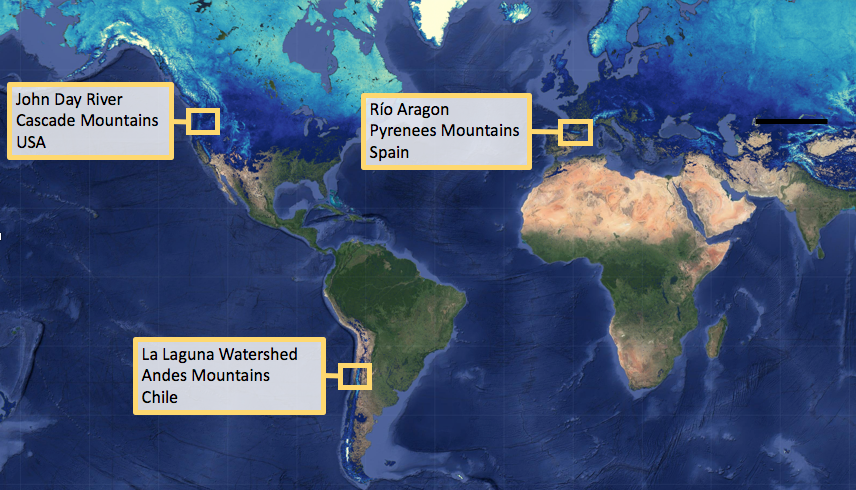 John Day River
Cascade Mountains
USA
Río Aragon
Pyrenees Mountains
Spain
La Laguna Watershed
Andes Mountains
Chile